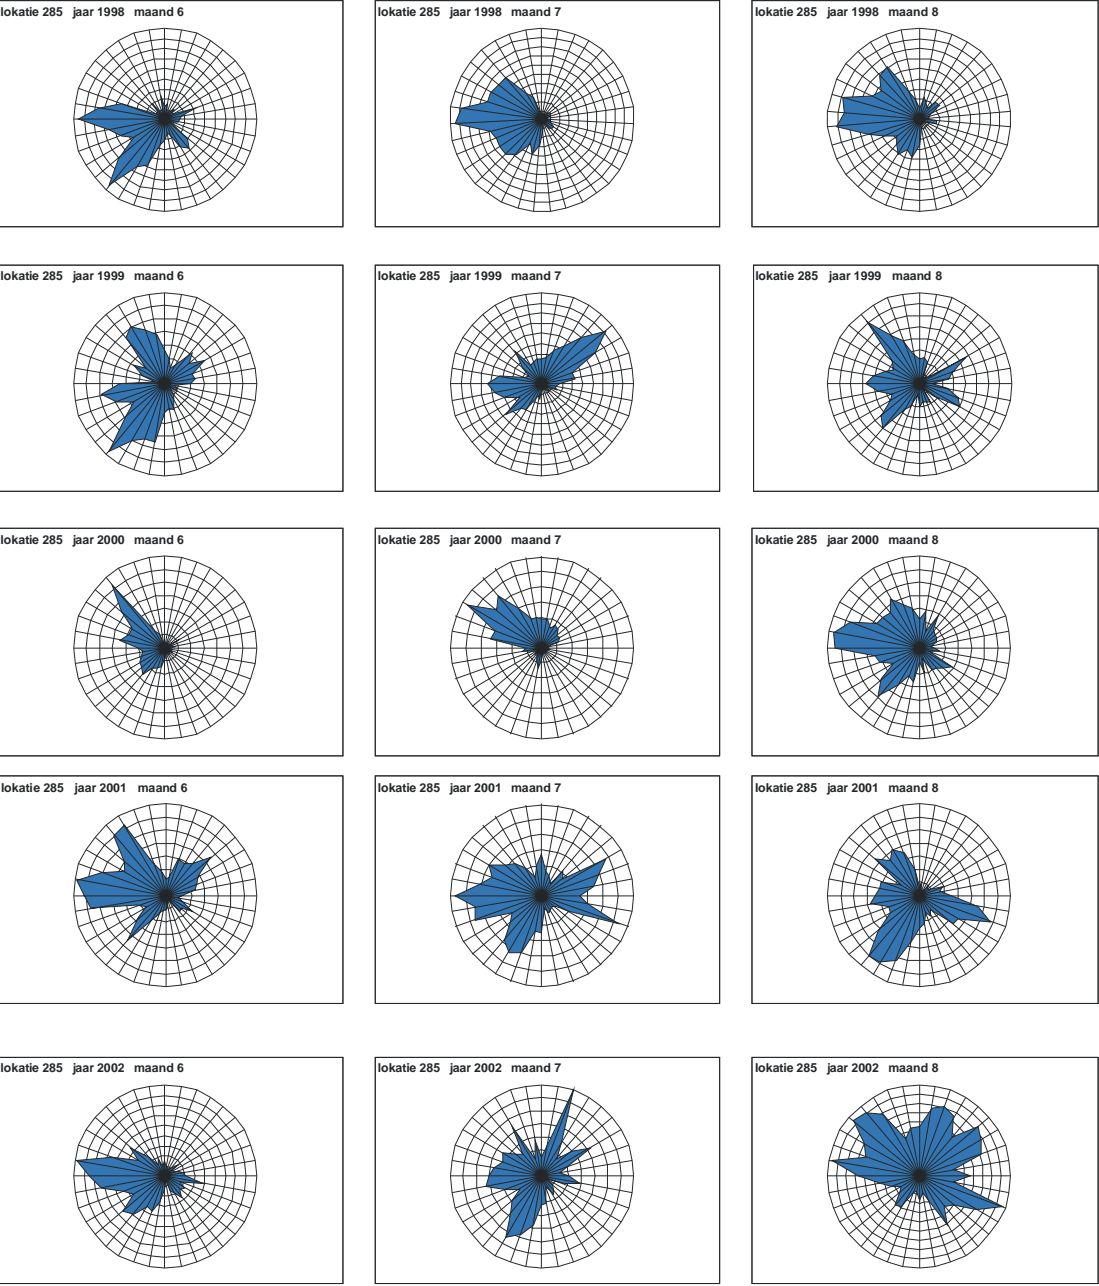 lokatie 285 jaar 1998 maand 6
lokatie 285 jaar 1998 maand 7
lokatie 285 jaar 1998 maand 8
lokatie 285 jaar 1999 maand 6
lokatie 285 jaar 1999 maand 7
lokatie 285 jaar 1999 maand 8
lokatie 285 jaar 2000 maand 6
lokatie 285 jaar 2000 maand 7
lokatie 285 jaar 2000 maand 8
lokatie 285 jaar 2001 maand 6
lokatie 285 jaar 2001 maand 7
lokatie 285 jaar 2001 maand 8
lokatie 285 jaar 2002 maand 6
lokatie 285 jaar 2002 maand 7
lokatie 285 jaar 2002 maand 8